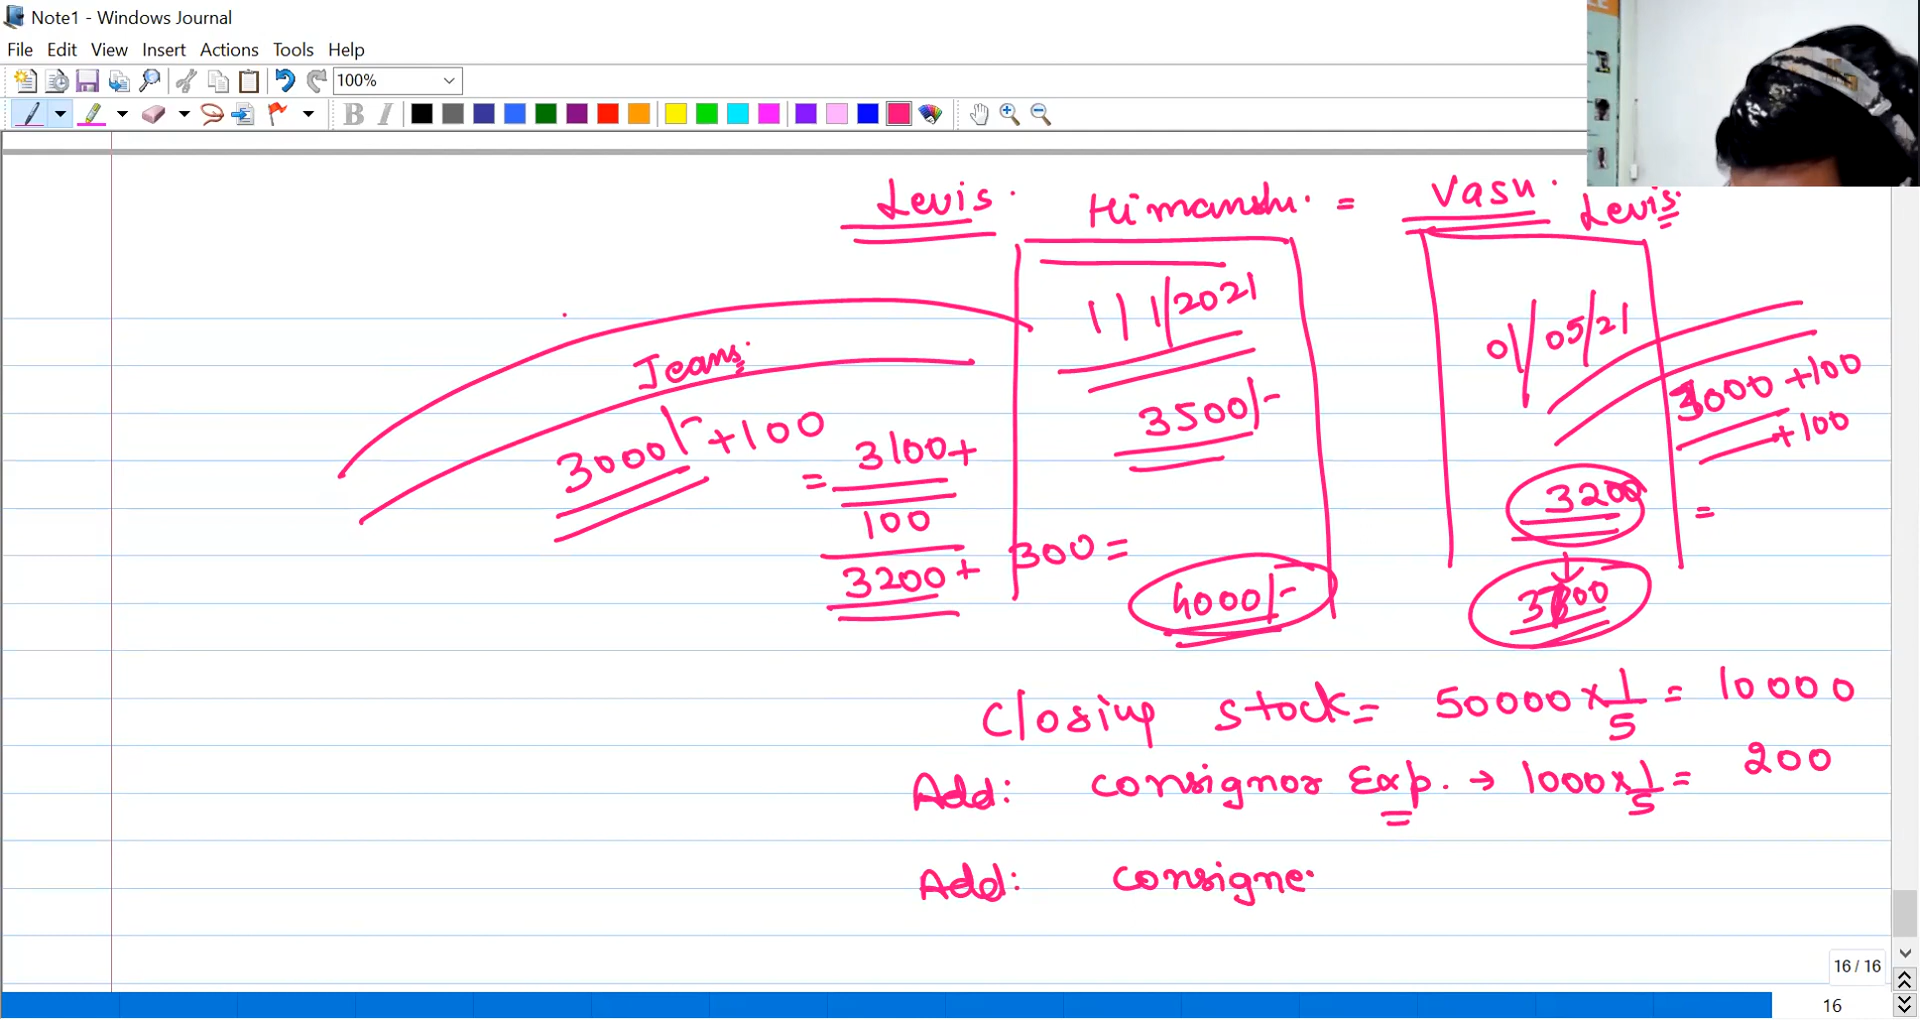 Note1 - Windows Journal
File Edit View Insert Actions Tools Help
100%
B I
Levis. Himanshu. = Vasu. Levis.
1/1/2021 01/05/21
Jeans.
3000/- +100 = 3100+ 3500/- 3000 +100
100 +100
3200+ 300 = 4000/- 3200 =
Closing stock = 50000 × 1/5 = 10000
Add: consignor Exp. → 1000 × 1/5 = 200
Add: consigne
16 / 16
16